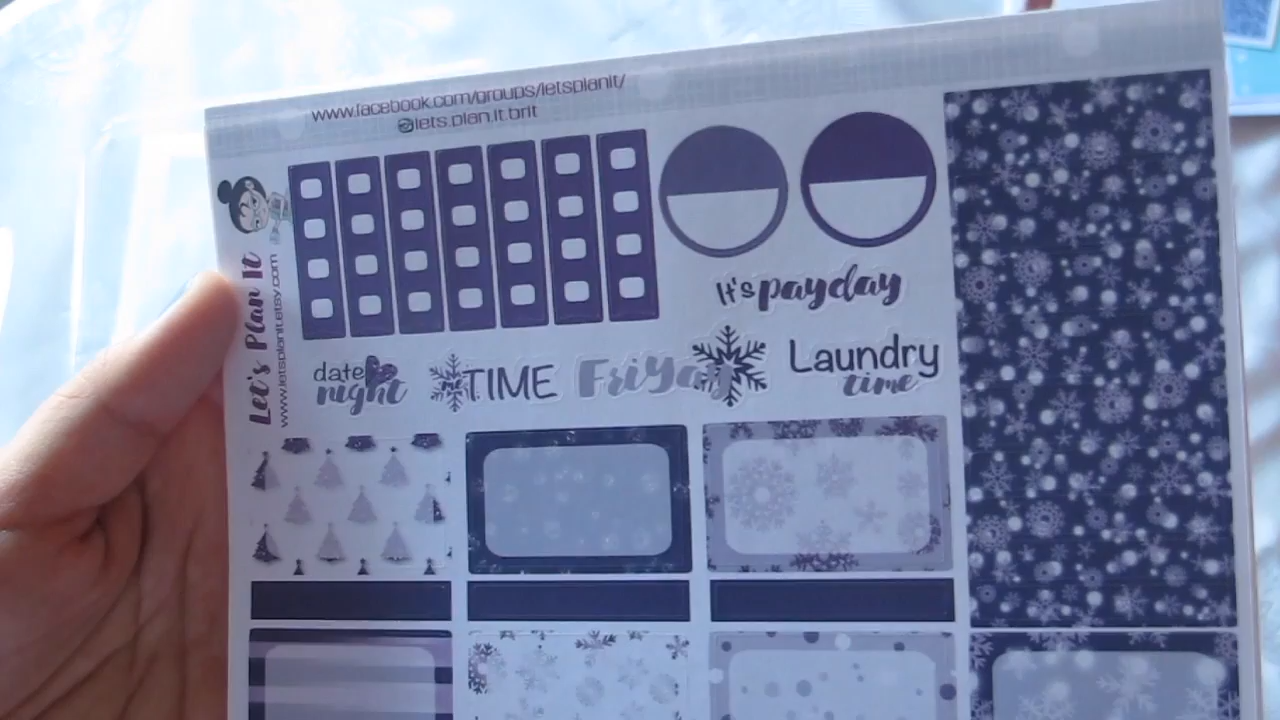 www.facebook.com/groups/letsplanit/
@lets.plan.it.brit
Let's Plan It
www.letsplanit.etsy.com
It's payday
date night
me TIME
FriYay
Laundry time